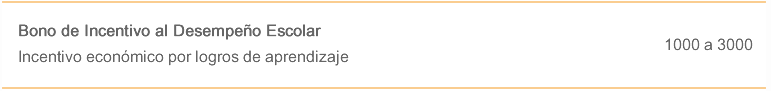 Bono de Incentivo al Desempeño Escolar
Incentivo económico por logros de aprendizaje
1000 a 3000